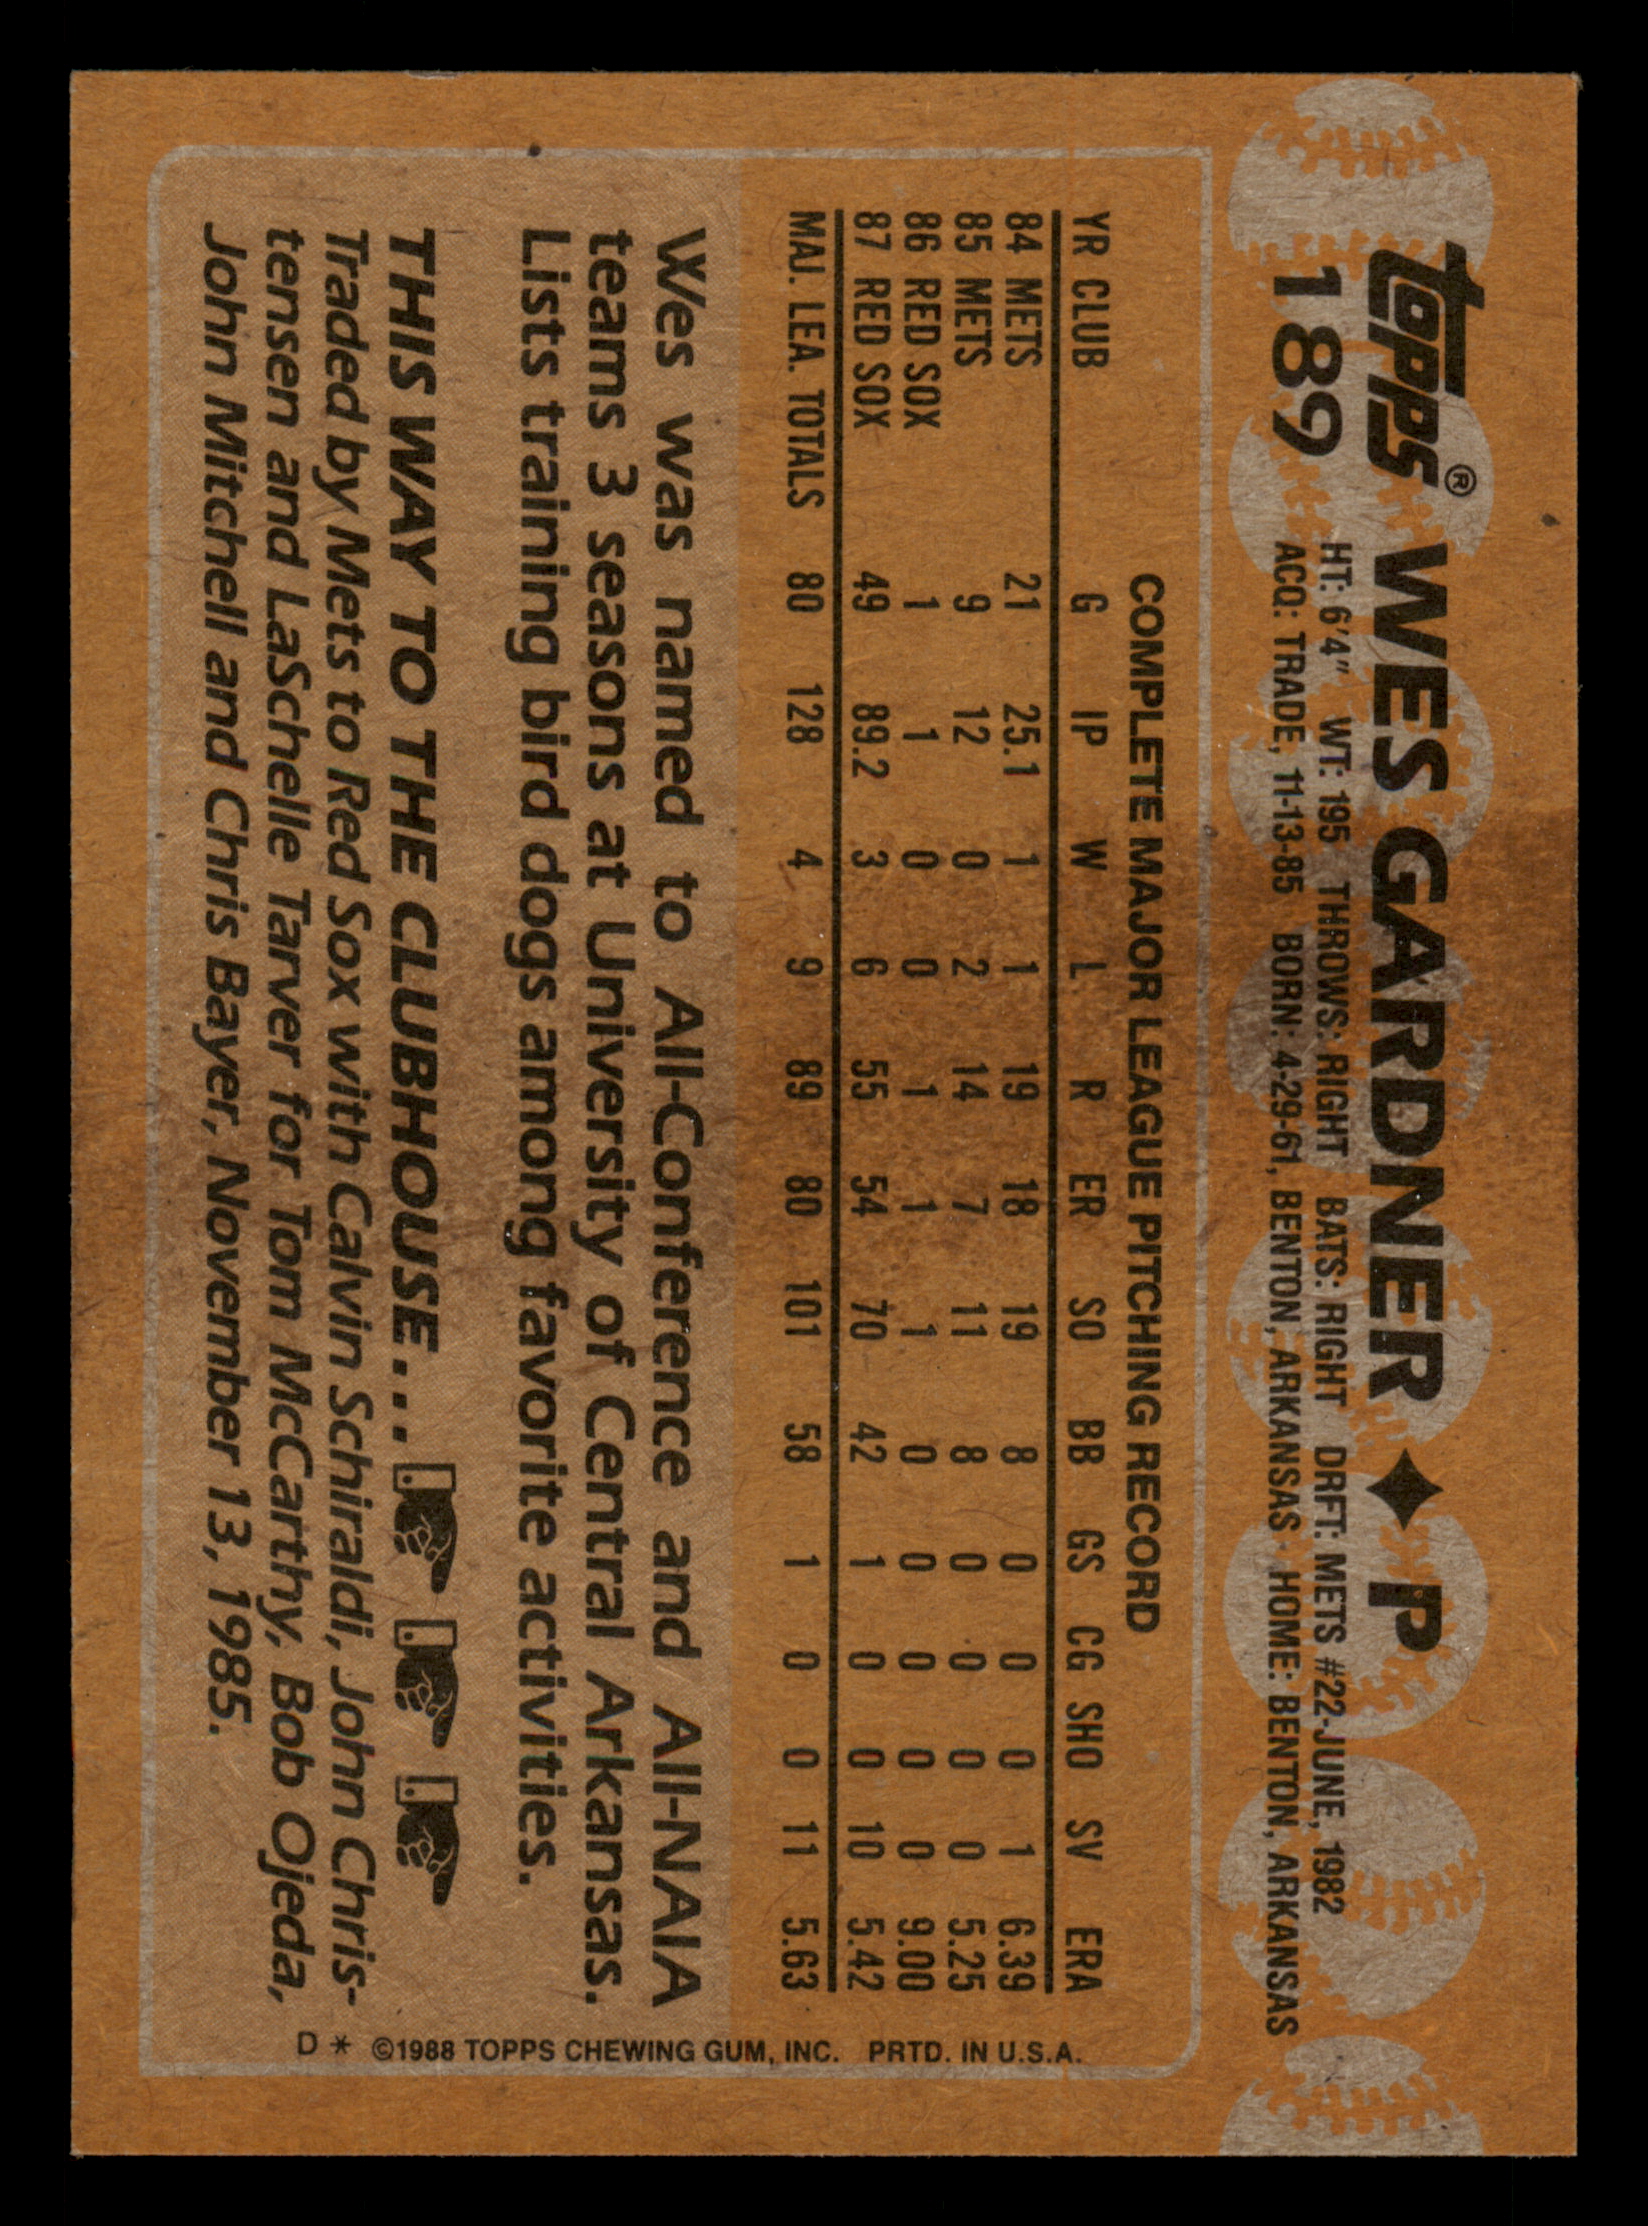 topps®
189
WES GARDNER ✦ P
HT: 6'4" WT: 195 THROWS: RIGHT BATS: RIGHT DRFT: METS #22-JUNE, 1982
ACQ: TRADE, 11-13-85 BORN: 4-29-61, BENTON, ARKANSAS · HOME: BENTON, ARKANSAS
COMPLETE MAJOR LEAGUE PITCHING RECORD
YR CLUB G IP W L R ER SO BB GS CG SHO SV ERA
84 METS 21 25.1 1 1 19 18 19 8 0 0 0 1 6.39
85 METS 9 12 0 2 14 7 11 8 0 0 0 0 5.25
86 RED SOX 1 1 0 0 1 1 1 0 0 0 0 0 9.00
87 RED SOX 49 89.2 3 6 55 54 70 42 1 0 0 10 5.42
MAJ. LEA. TOTALS 80 128 4 9 89 80 101 58 1 0 0 11 5.63
Wes was named to All-Conference and All-NAIA
teams 3 seasons at University of Central Arkansas.
Lists training bird dogs among favorite activities.
THIS WAY TO THE CLUBHOUSE...
Traded by Mets to Red Sox with Calvin Schiraldi, John Chris-
tensen and LaSchelle Tarver for Tom McCarthy, Bob Ojeda,
John Mitchell and Chris Bayer, November 13, 1985.
D * ©1988 TOPPS CHEWING GUM, INC. PRTD. IN U.S.A.